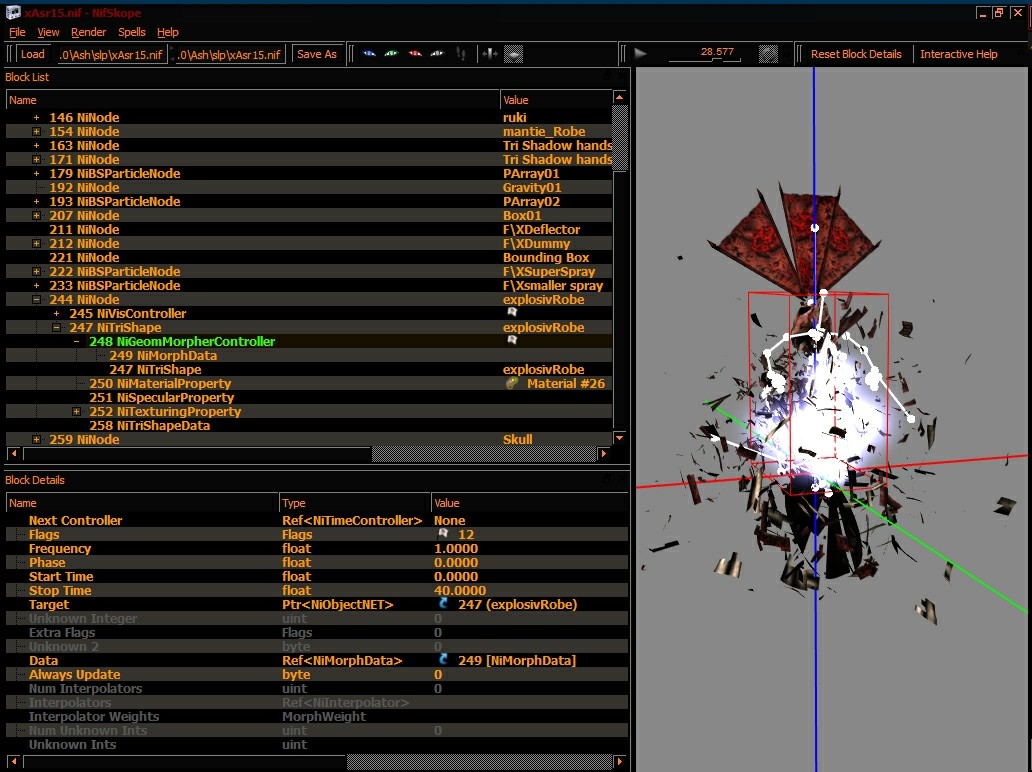 xAsr15.nif - NifSkope
File View Render Spells Help
Load .0\Ash\slp\xAsr15.nif .0\Ash\slp\xAsr15.nif Save As 28.577 Reset Block Details Interactive Help
Block List
Name Value
146 NiNode ruki
154 NiNode mantie_Robe
163 NiNode Tri Shadow hands
171 NiNode Tri Shadow hands
179 NiBSParticleNode PArray01
192 NiNode Gravity01
193 NiBSParticleNode PArray02
207 NiNode Box01
211 NiNode F\XDeflector
212 NiNode F\XDummy
221 NiNode Bounding Box
222 NiBSParticleNode F\XSuperSpray
233 NiBSParticleNode F\Xsmaller spray
244 NiNode explosivRobe
245 NiVisController
247 NiTriShape explosivRobe
248 NiGeomMorpherController
249 NiMorphData
247 NiTriShape explosivRobe
250 NiMaterialProperty Material #26
251 NiSpecularProperty
252 NiTexturingProperty
258 NiTriShapeData
259 NiNode Skull
Block Details
Name Type Value
Next Controller Ref<NiTimeController> None
Flags Flags 12
Frequency float 1.0000
Phase float 0.0000
Start Time float 0.0000
Stop Time float 40.0000
Target Ptr<NiObjectNET> 247 (explosivRobe)
Unknown Integer uint 0
Extra Flags Flags 0
Unknown 2 byte 0
Data Ref<NiMorphData> 249 [NiMorphData]
Always Update byte 0
Num Interpolators uint 0
Interpolators Ref<NiInterpolator>
Interpolator Weights MorphWeight
Num Unknown Ints uint 0
Unknown Ints uint